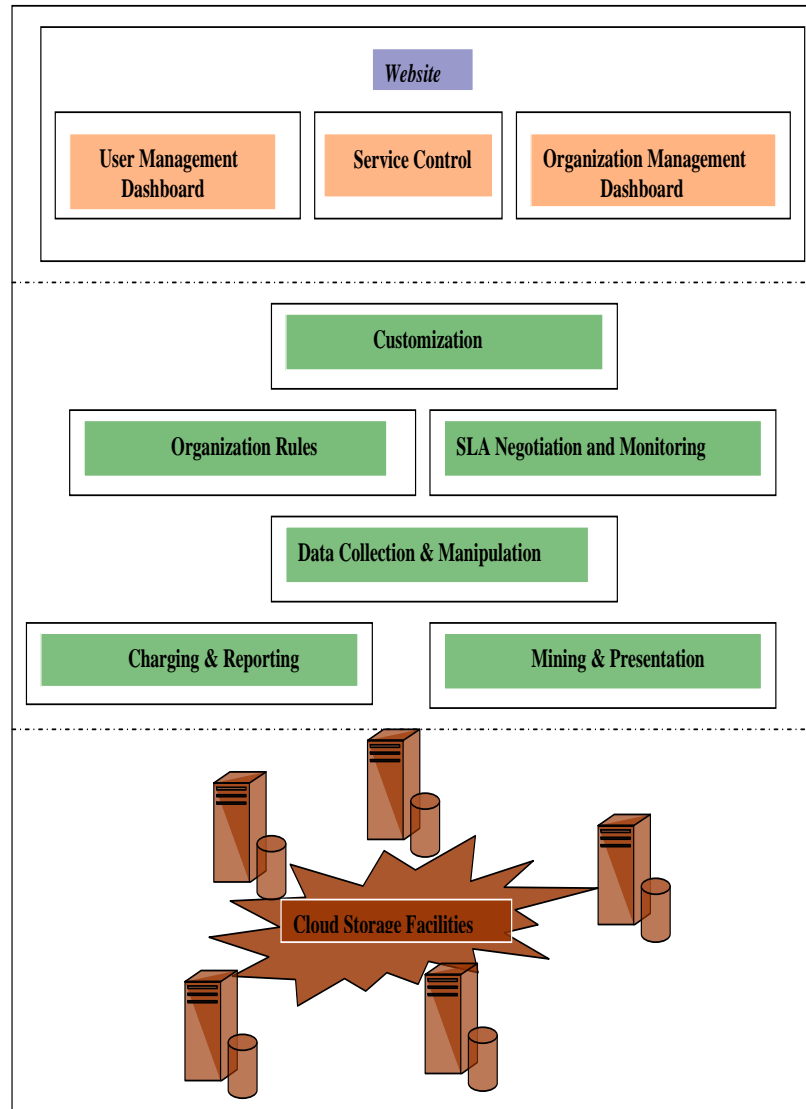 Website
User Management
Dashboard
Service Control
Organization Management
Dashboard
Customization
Organization Rules
SLA Negotiation and Monitoring
Data Collection & Manipulation
Charging & Reporting
Mining & Presentation
Cloud Storage Facilities